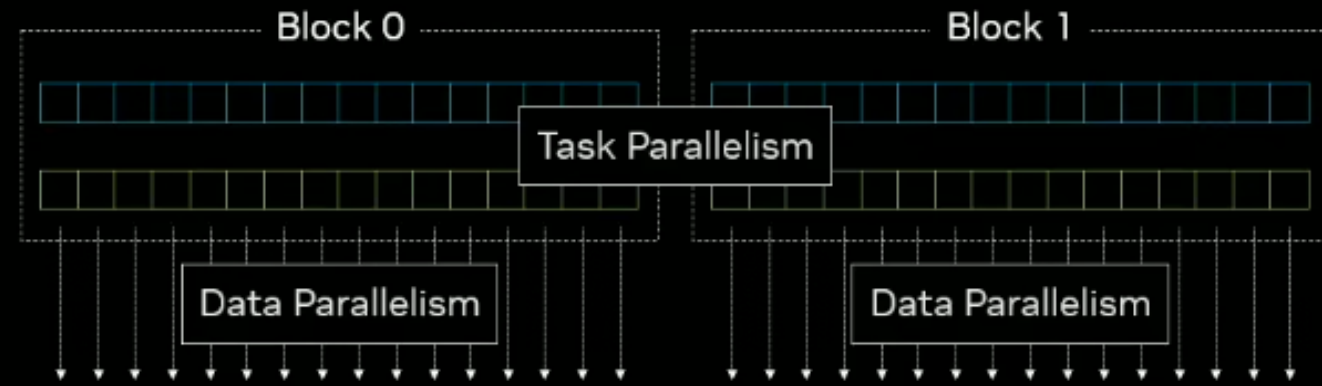 Block 0
Block 1
Task Parallelism
Data Parallelism
Data Parallelism